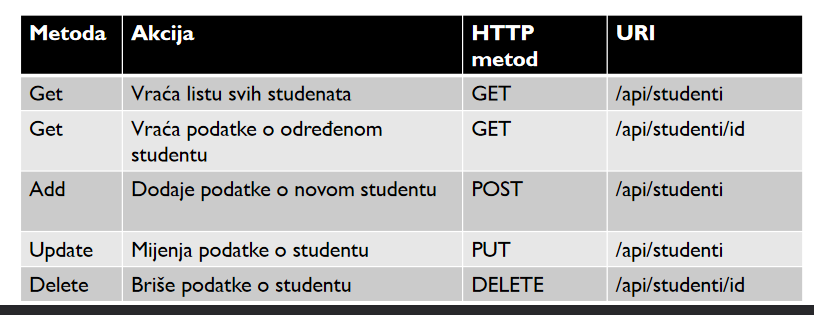 Metoda Akcija HTTP metod URI
Get Vraća listu svih studenata GET /api/studenti
Get Vraća podatke o određenom studentu GET /api/studenti/id
Add Dodaje podatke o novom studentu POST /api/studenti
Update Mijenja podatke o studentu PUT /api/studenti
Delete Briše podatke o studentu DELETE /api/studenti/id